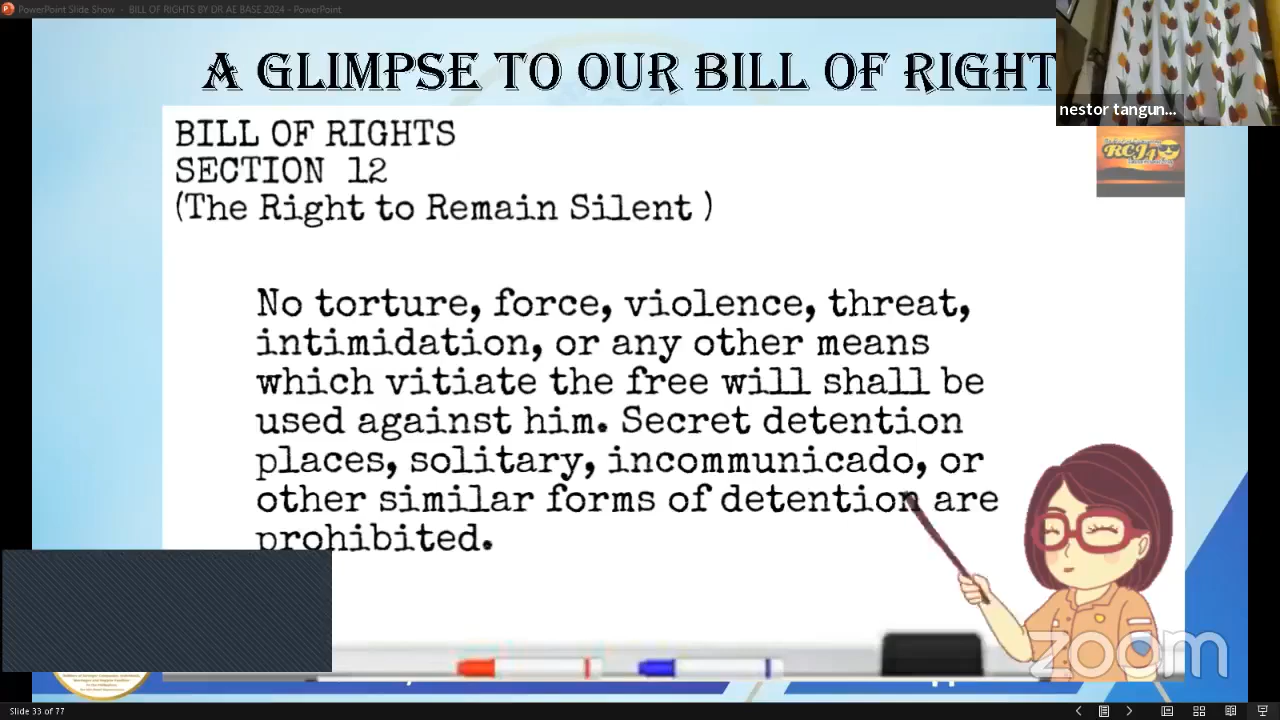 PowerPoint Slide Show - BILL OF RIGHTS BY DR AE BASE 2024 - PowerPoint
A GLIMPSE TO OUR BILL OF RIGHT
nestor tangun...
RCJ4
BILL OF RIGHTS
SECTION 12
(The Right to Remain Silent )
No torture, force, violence, threat,
intimidation, or any other means
which vitiate the free will shall be
used against him. Secret detention
places, solitary, incommunicado, or
other similar forms of detention are
prohibited.
zoom
Slide 33 of 77